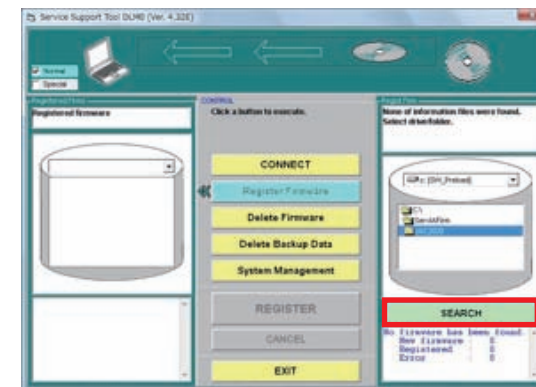 Service Support Tool DLM0 (Ver. 4.32E)
Normal
Special
Registered firmware
CONTROL
Click a button to execute.
CONNECT
Register Firmware
Delete Firmware
Delete Backup Data
System Management
REGISTER
CANCEL
EXIT
None of information files were found.
Select drive/folder.
C:\
ServAFirm
SEARCH
No firmware has been found.
New firmware : 0
Registered : 0
Error : 0